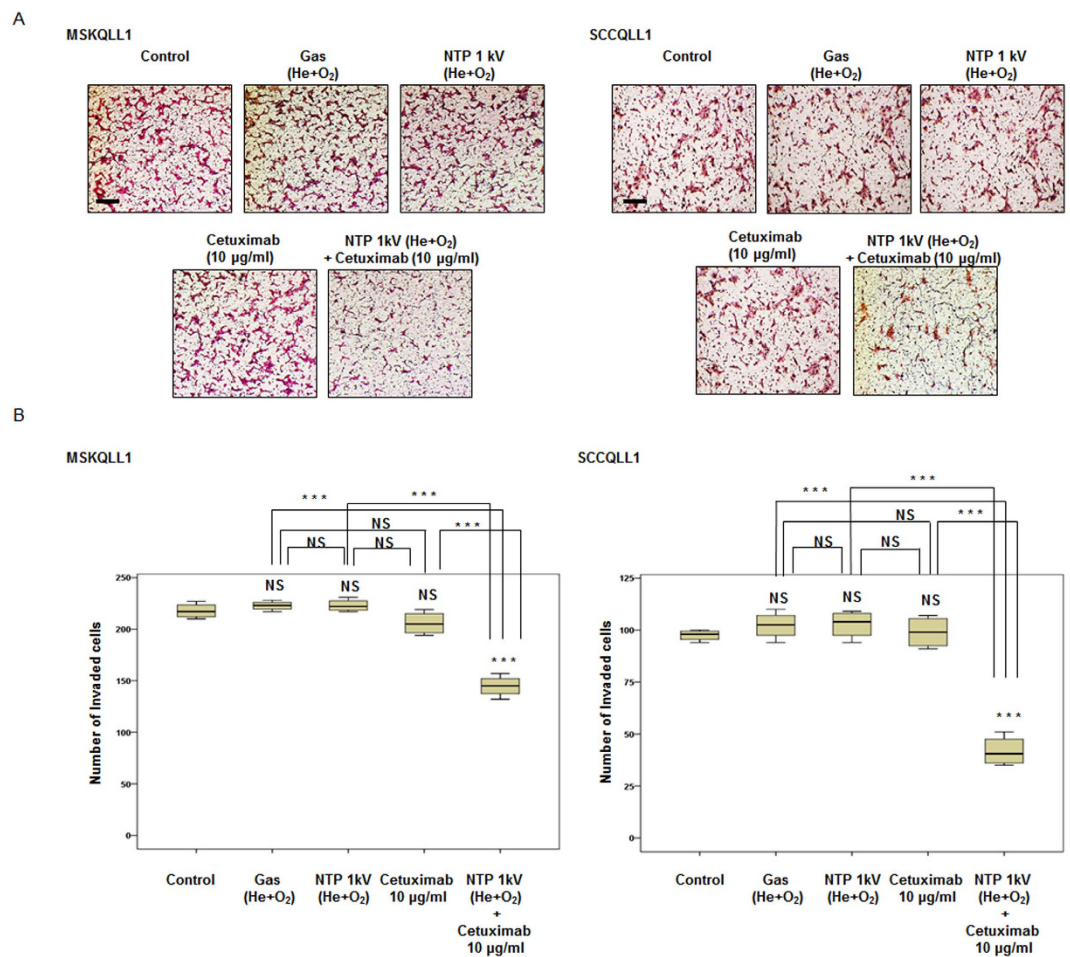 A
MSKQLL1
Control
Gas
(He+O₂)
NTP 1 kV
(He+O₂)
Cetuximab
(10 µg/ml)
NTP 1kV (He+O₂)
+ Cetuximab (10 µg/ml)
SCCQLL1
Control
Gas
(He+O₂)
NTP 1 kV
(He+O₂)
Cetuximab
(10 µg/ml)
NTP 1kV (He+O₂)
+ Cetuximab (10 µg/ml)
B
MSKQLL1
* * *
* * *
NS
* * *
NS
NS
NS
NS
NS
* * *
250
200
150
100
50
0
Number of Invaded cells
Control
Gas
(He+O₂)
NTP 1kV
(He+O₂)
Cetuximab
10 µg/ml
NTP 1kV
(He+O₂)
+
Cetuximab
10 µg/ml
SCCQLL1
* * *
* * *
NS
* * *
NS
NS
NS
NS
NS
* * *
125
100
75
50
25
0
Number of Invaded cells
Control
Gas
(He+O₂)
NTP 1kV
(He+O₂)
Cetuximab
10 µg/ml
NTP 1kV
(He+O₂)
+
Cetuximab
10 µg/ml